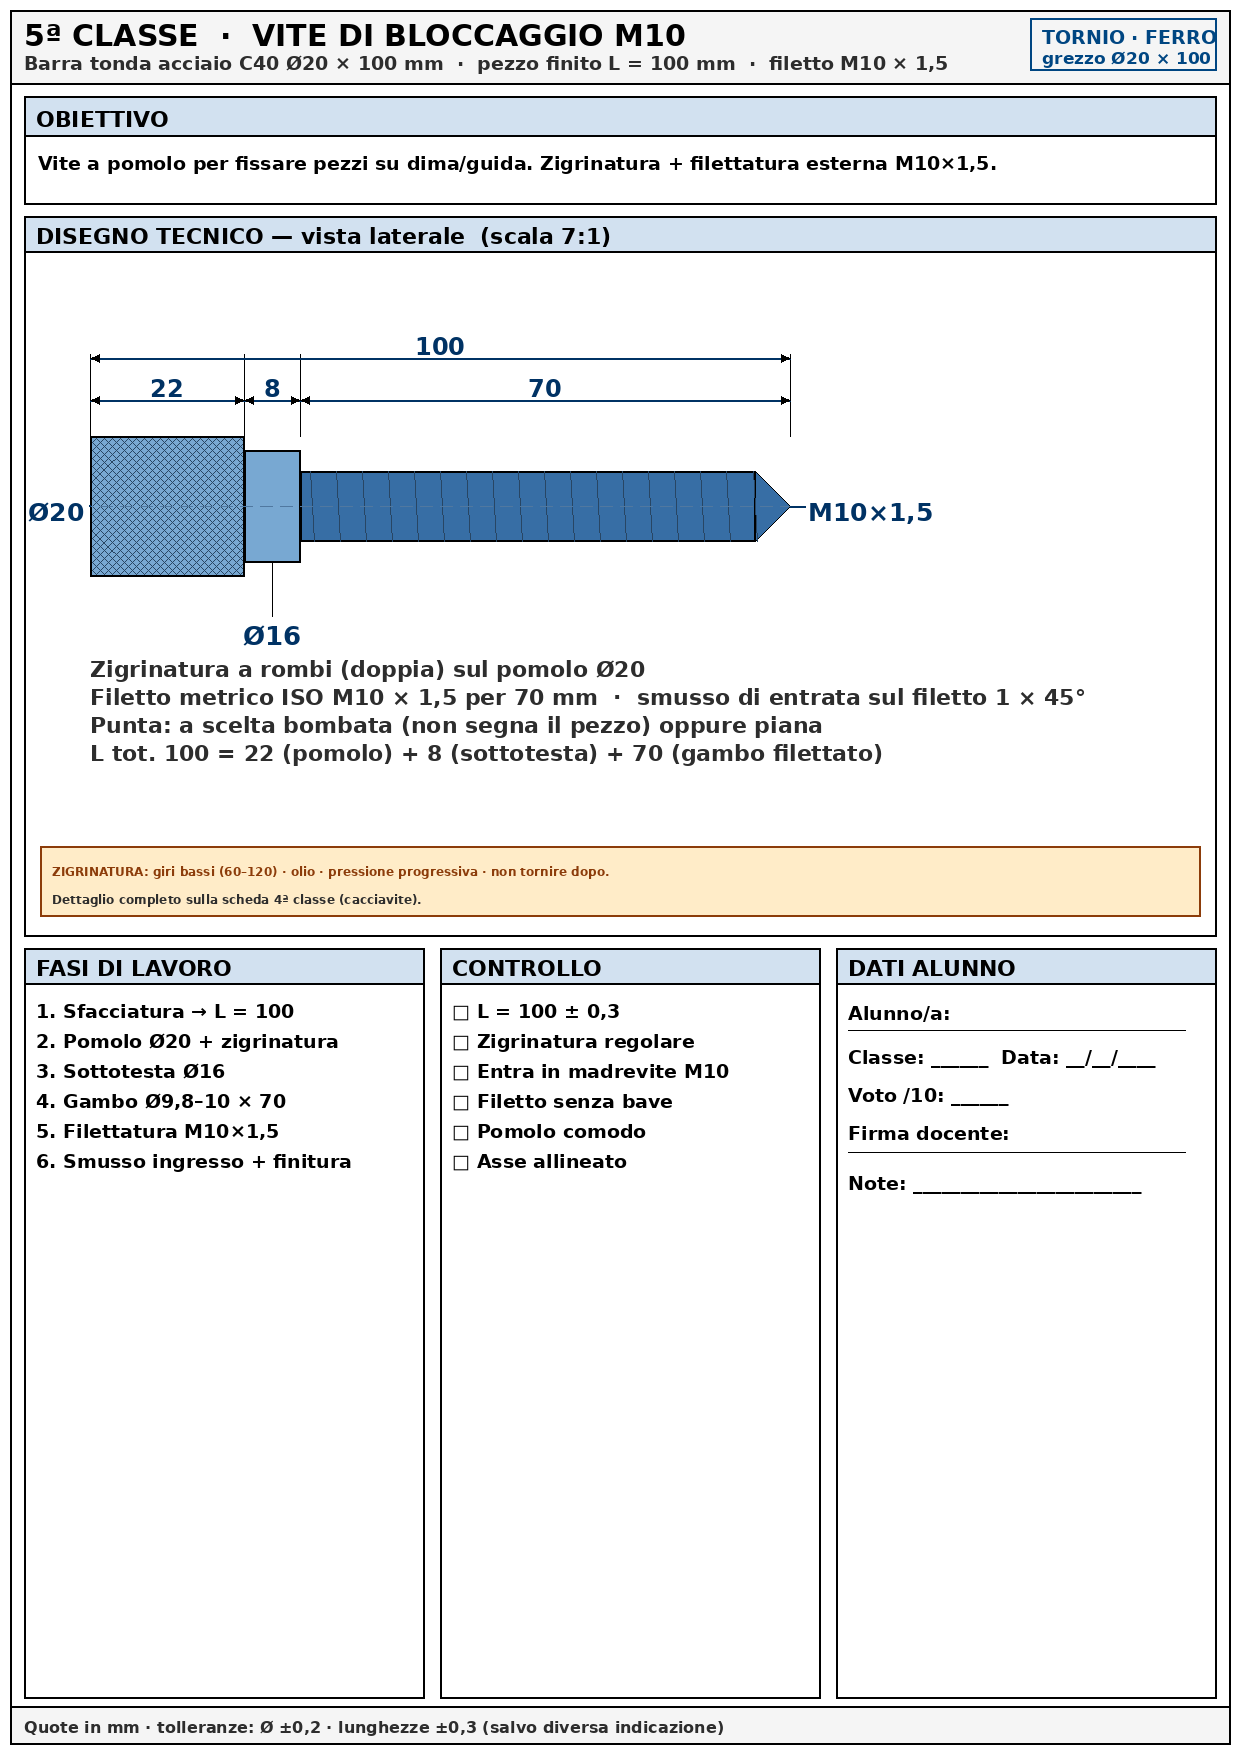 5ª CLASSE · VITE DI BLOCCAGGIO M10
Barra tonda acciaio C40 Ø20 × 100 mm · pezzo finito L = 100 mm · filetto M10 × 1,5
TORNIO · FERRO
grezzo Ø20 × 100
OBIETTIVO
Vite a pomolo per fissare pezzi su dima/guida. Zigrinatura + filettatura esterna M10×1,5.
DISEGNO TECNICO — vista laterale (scala 7:1)
100
22 8 70
Ø20
M10×1,5
Ø16
Zigrinatura a rombi (doppia) sul pomolo Ø20
Filetto metrico ISO M10 × 1,5 per 70 mm · smusso di entrata sul filetto 1 × 45°
Punta: a scelta bombata (non segna il pezzo) oppure piana
L tot. 100 = 22 (pomolo) + 8 (sottotesta) + 70 (gambo filettato)
ZIGRINATURA: giri bassi (60–120) · olio · pressione progressiva · non tornire dopo.
Dettaglio completo sulla scheda 4ª classe (cacciavite).
FASI DI LAVORO
1. Sfacciatura → L = 100
2. Pomolo Ø20 + zigrinatura
3. Sottotesta Ø16
4. Gambo Ø9,8–10 × 70
5. Filettatura M10×1,5
6. Smusso ingresso + finitura
CONTROLLO
□ L = 100 ± 0,3
□ Zigrinatura regolare
□ Entra in madrevite M10
□ Filetto senza bave
□ Pomolo comodo
□ Asse allineato
DATI ALUNNO
Alunno/a:
Classe: ______ Data: __/__/____
Voto /10: ______
Firma docente:
Note: ________________________
Quote in mm · tolleranze: Ø ±0,2 · lunghezze ±0,3 (salvo diversa indicazione)